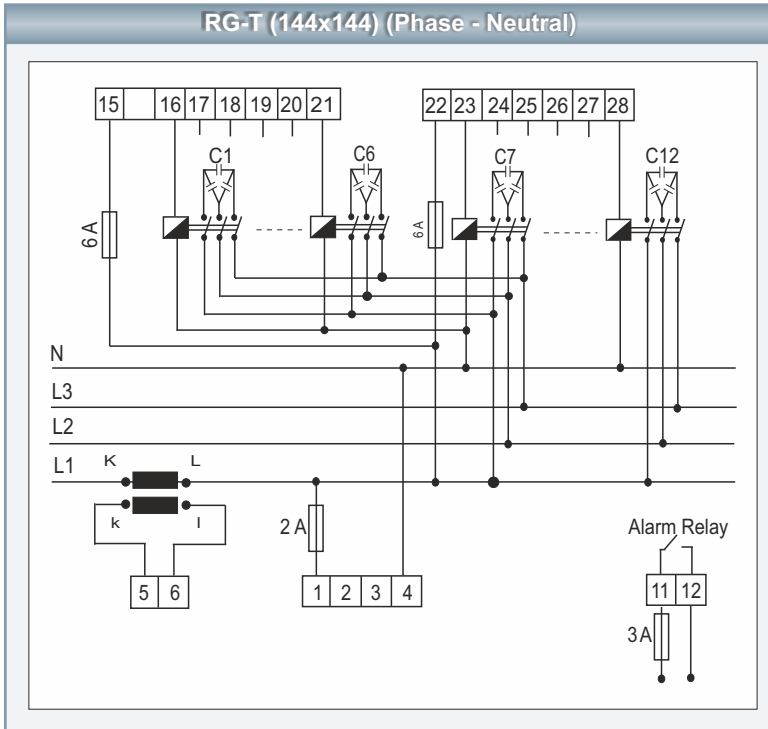 RG-T (144x144) (Phase - Neutral)
15 16 17 18 19 20 21
22 23 24 25 26 27 28
C1 C6 C7 C12
6 A
6 A
N
L3
L2
L1
K L
k l
2 A
5 6
1 2 3 4
Alarm Relay
11 12
3 A